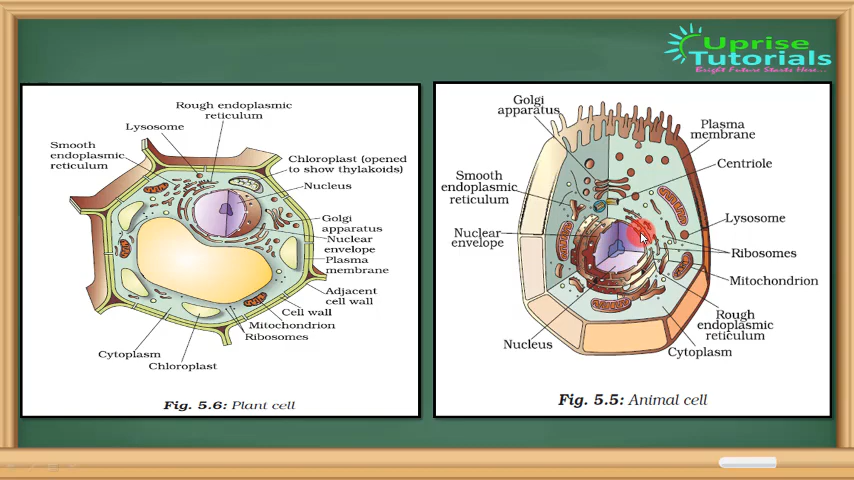 Uprise
Tutorials
Bright Future Starts Here...
Rough endoplasmic
reticulum
Lysosome
Smooth
endoplasmic
reticulum
Chloroplast (opened
to show thylakoids)
Nucleus
Golgi
apparatus
Nuclear
envelope
Plasma
membrane
Adjacent
cell wall
Cell wall
Mitochondrion
Ribosomes
Cytoplasm
Chloroplast
Fig. 5.6: Plant cell
Golgi
apparatus
Plasma
membrane
Centriole
Smooth
endoplasmic
reticulum
Lysosome
Nuclear
envelope
Ribosomes
Mitochondrion
Rough
endoplasmic
reticulum
Nucleus
Cytoplasm
Fig. 5.5: Animal cell